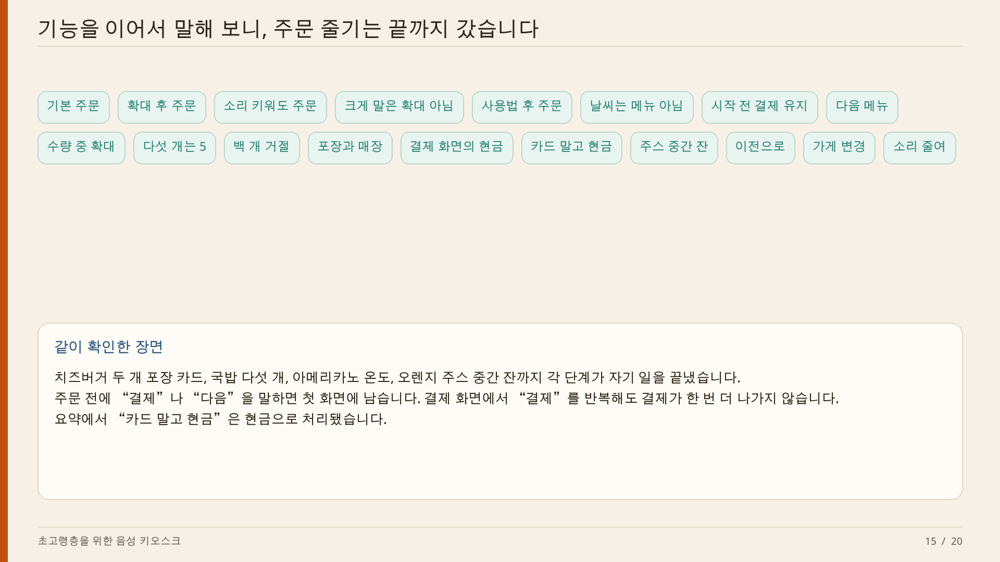 기능을 이어서 말해 보니, 주문 줄기는 끝까지 갔습니다
기본 주문
확대 후 주문
소리 키워도 주문
크게 말은 확대 아님
사용법 후 주문
날씨는 메뉴 아님
시작 전 결제 유지
다음 메뉴
수량 중 확대
다섯 개는 5
백 개 거절
포장과 매장
결제 화면의 현금
카드 말고 현금
주스 중간 잔
이전으로
가게 변경
소리 줄여
같이 확인한 장면
치즈버거 두 개 포장 카드, 국밥 다섯 개, 아메리카노 온도, 오렌지 주스 중간 잔까지 각 단계가 자기 일을 끝냈습니다.
주문 전에 “결제”나 “다음”을 말하면 첫 화면에 남습니다. 결제 화면에서 “결제”를 반복해도 결제가 한 번 더 나가지 않습니다.
요약에서 “카드 말고 현금”은 현금으로 처리됐습니다.
초고령층을 위한 음성 키오스크
15 / 20